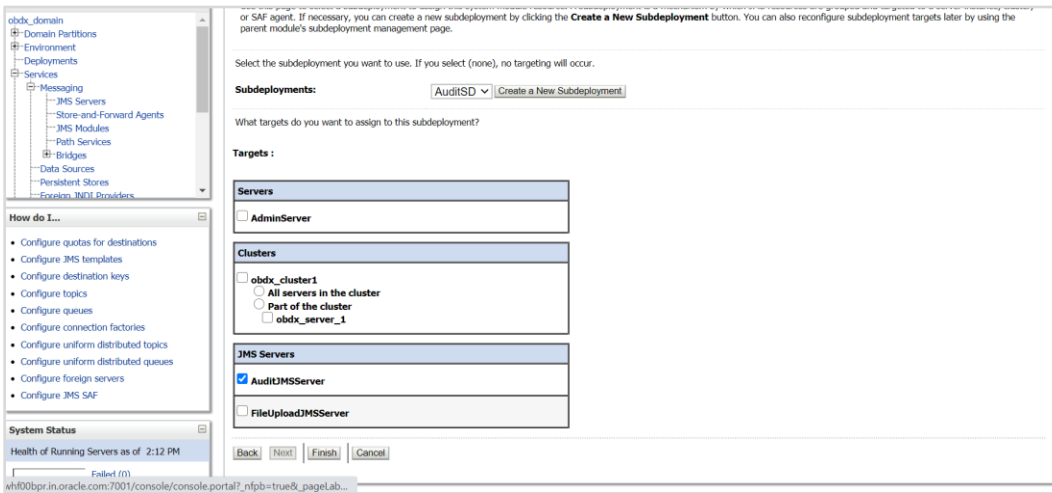 obdx_domain
Domain Partitions
Environment
Deployments
Services
Messaging
JMS Servers
Store-and-Forward Agents
JMS Modules
Path Services
Bridges
Data Sources
Persistent Stores
Foreign JNDI Providers
How do I...
Configure quotas for destinations
Configure JMS templates
Configure destination keys
Configure topics
Configure queues
Configure connection factories
Configure uniform distributed topics
Configure uniform distributed queues
Configure foreign servers
Configure JMS SAF
System Status
Health of Running Servers as of 2:12 PM
Failed (0)
whf00bpr.in.oracle.com:7001/console/console.portal?_nfpb=true&_pageLab...
or SAF agent. If necessary, you can create a new subdeployment by clicking the Create a New Subdeployment button. You can also reconfigure subdeployment targets later by using the
parent module's subdeployment management page.
Select the subdeployment you want to use. If you select (none), no targeting will occur.
Subdeployments: AuditSD Create a New Subdeployment
What targets do you want to assign to this subdeployment?
Targets :
Servers
AdminServer
Clusters
obdx_cluster1
All servers in the cluster
Part of the cluster
obdx_server_1
JMS Servers
AuditJMSServer
FileUploadJMSServer
Back Next Finish Cancel